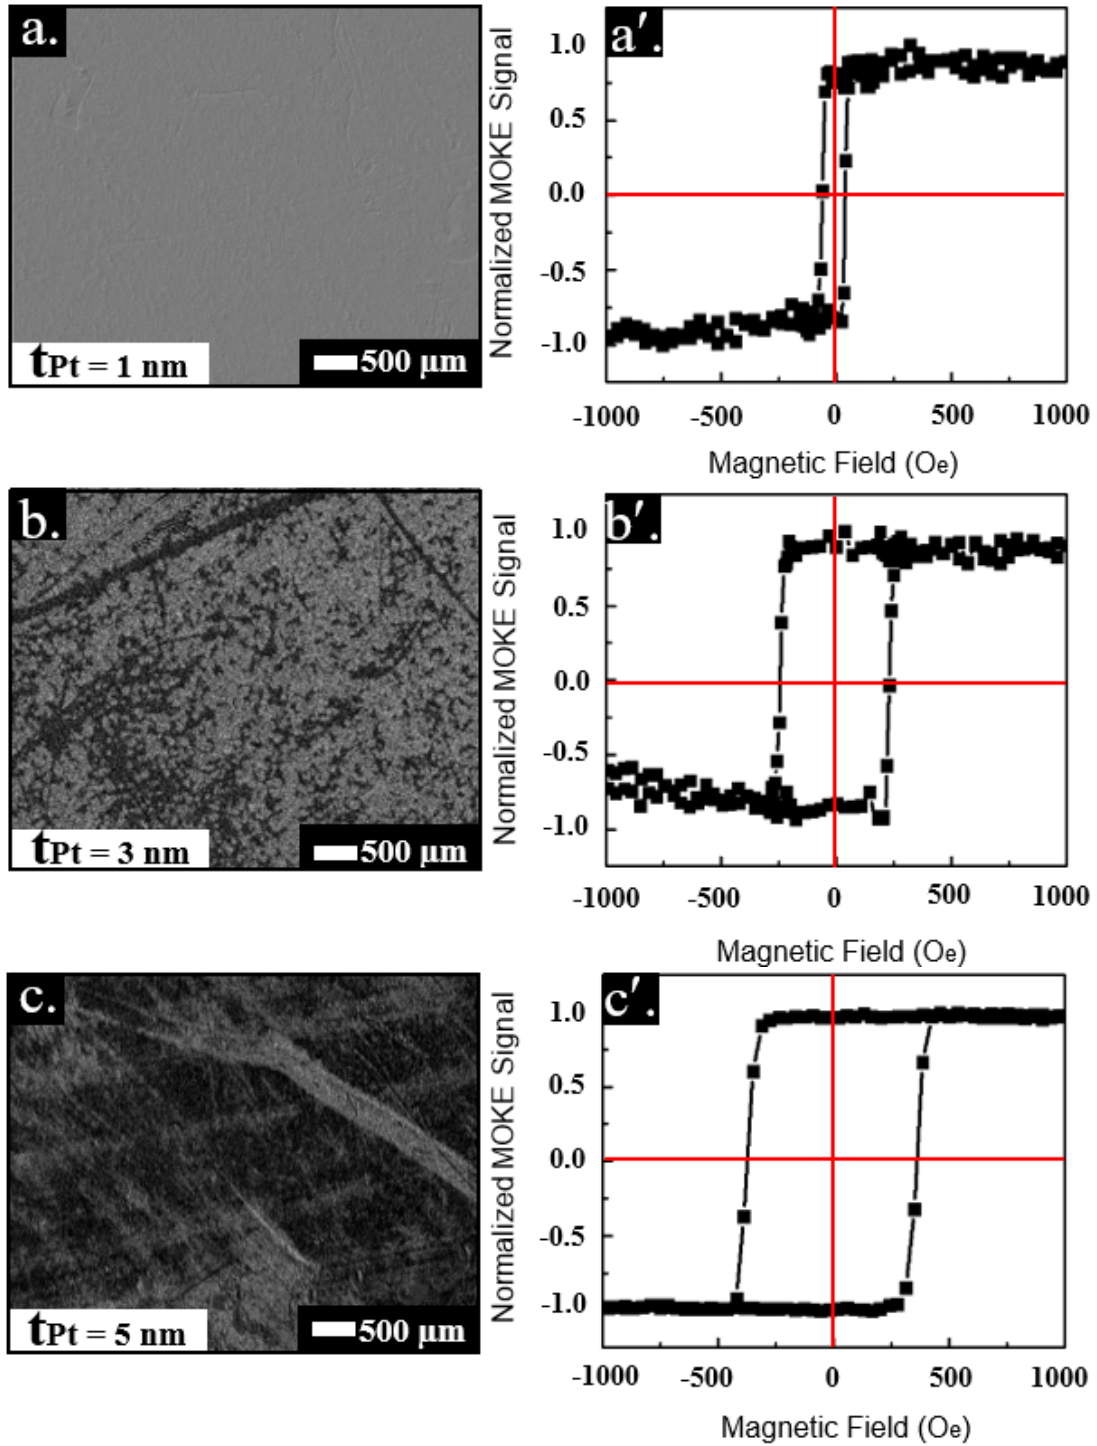 a.
tPt = 1 nm
500 µm
a'.
Normalized MOKE Signal
1.0
0.5
0.0
-0.5
-1.0
-1000 -500 0 500 1000
Magnetic Field (Oe)
b.
tPt = 3 nm
500 µm
b'.
Normalized MOKE Signal
1.0
0.5
0.0
-0.5
-1.0
-1000 -500 0 500 1000
Magnetic Field (Oe)
c.
tPt = 5 nm
500 µm
c'.
Normalized MOKE Signal
1.0
0.5
0.0
-0.5
-1.0
-1000 -500 0 500 1000
Magnetic Field (Oe)